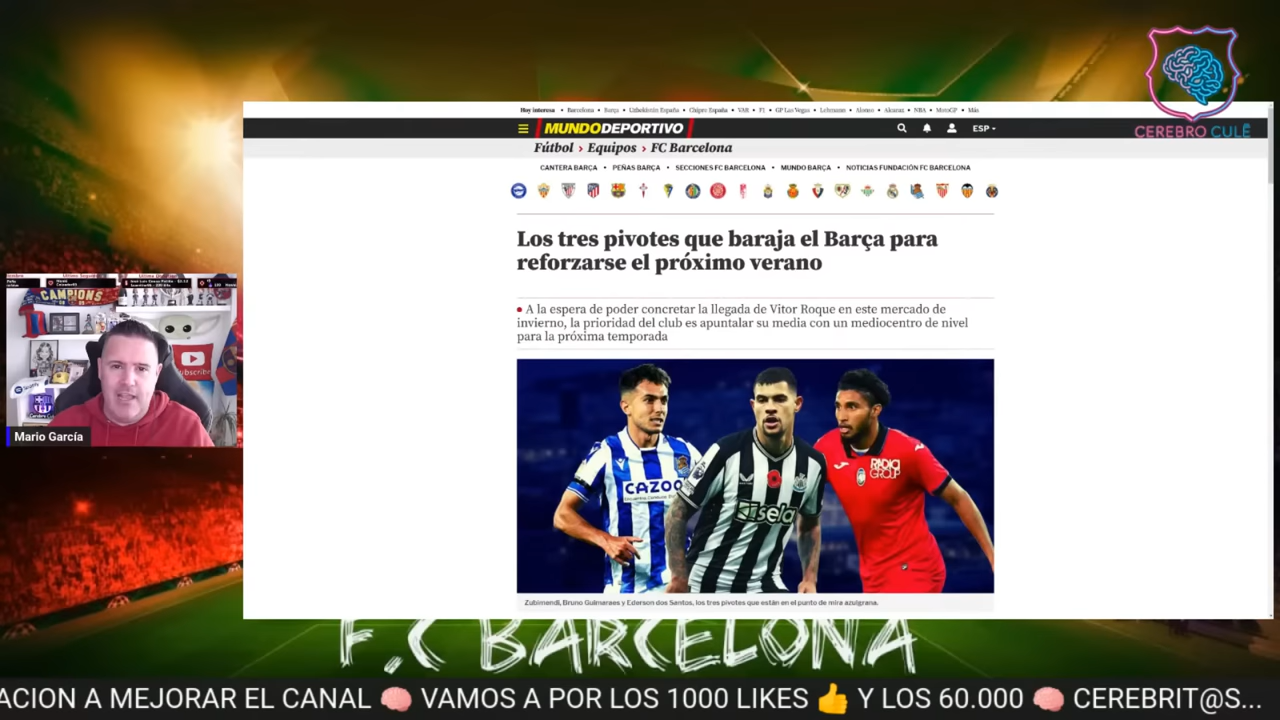 CEREBRO CULÉ
Hoy interesa • Barcelona • Barça • Uzbekistán España • Chipre España • VAR • F1 • GP Las Vegas • Lehmann • Alonso • Alcaraz • NBA • MotoGP • Más
MUNDODEPORTIVO
ESP
Fútbol > Equipos > FC Barcelona
CANTERA BARÇA • PEÑAS BARÇA • SECCIONES FC BARCELONA • MUNDO BARÇA • NOTICIAS FUNDACIÓN FC BARCELONA
Los tres pivotes que baraja el Barça para
reforzarse el próximo verano
A la espera de poder concretar la llegada de Vitor Roque en este mercado de
invierno, la prioridad del club es apuntalar su media con un mediocentro de nivel
para la próxima temporada
CAZOO
sela
RADICI
GROUP
Zubimendi, Bruno Guimaraes y Ederson dos Santos, los tres pivotes que están en el punto de mira azulgrana.
CAMPIONS
Mario García
F.C BARCELONA
ACION A MEJORAR EL CANAL 🧠 VAMOS A POR LOS 1000 LIKES 👍 Y LOS 60.000 🧠 CEREBRIT@S...